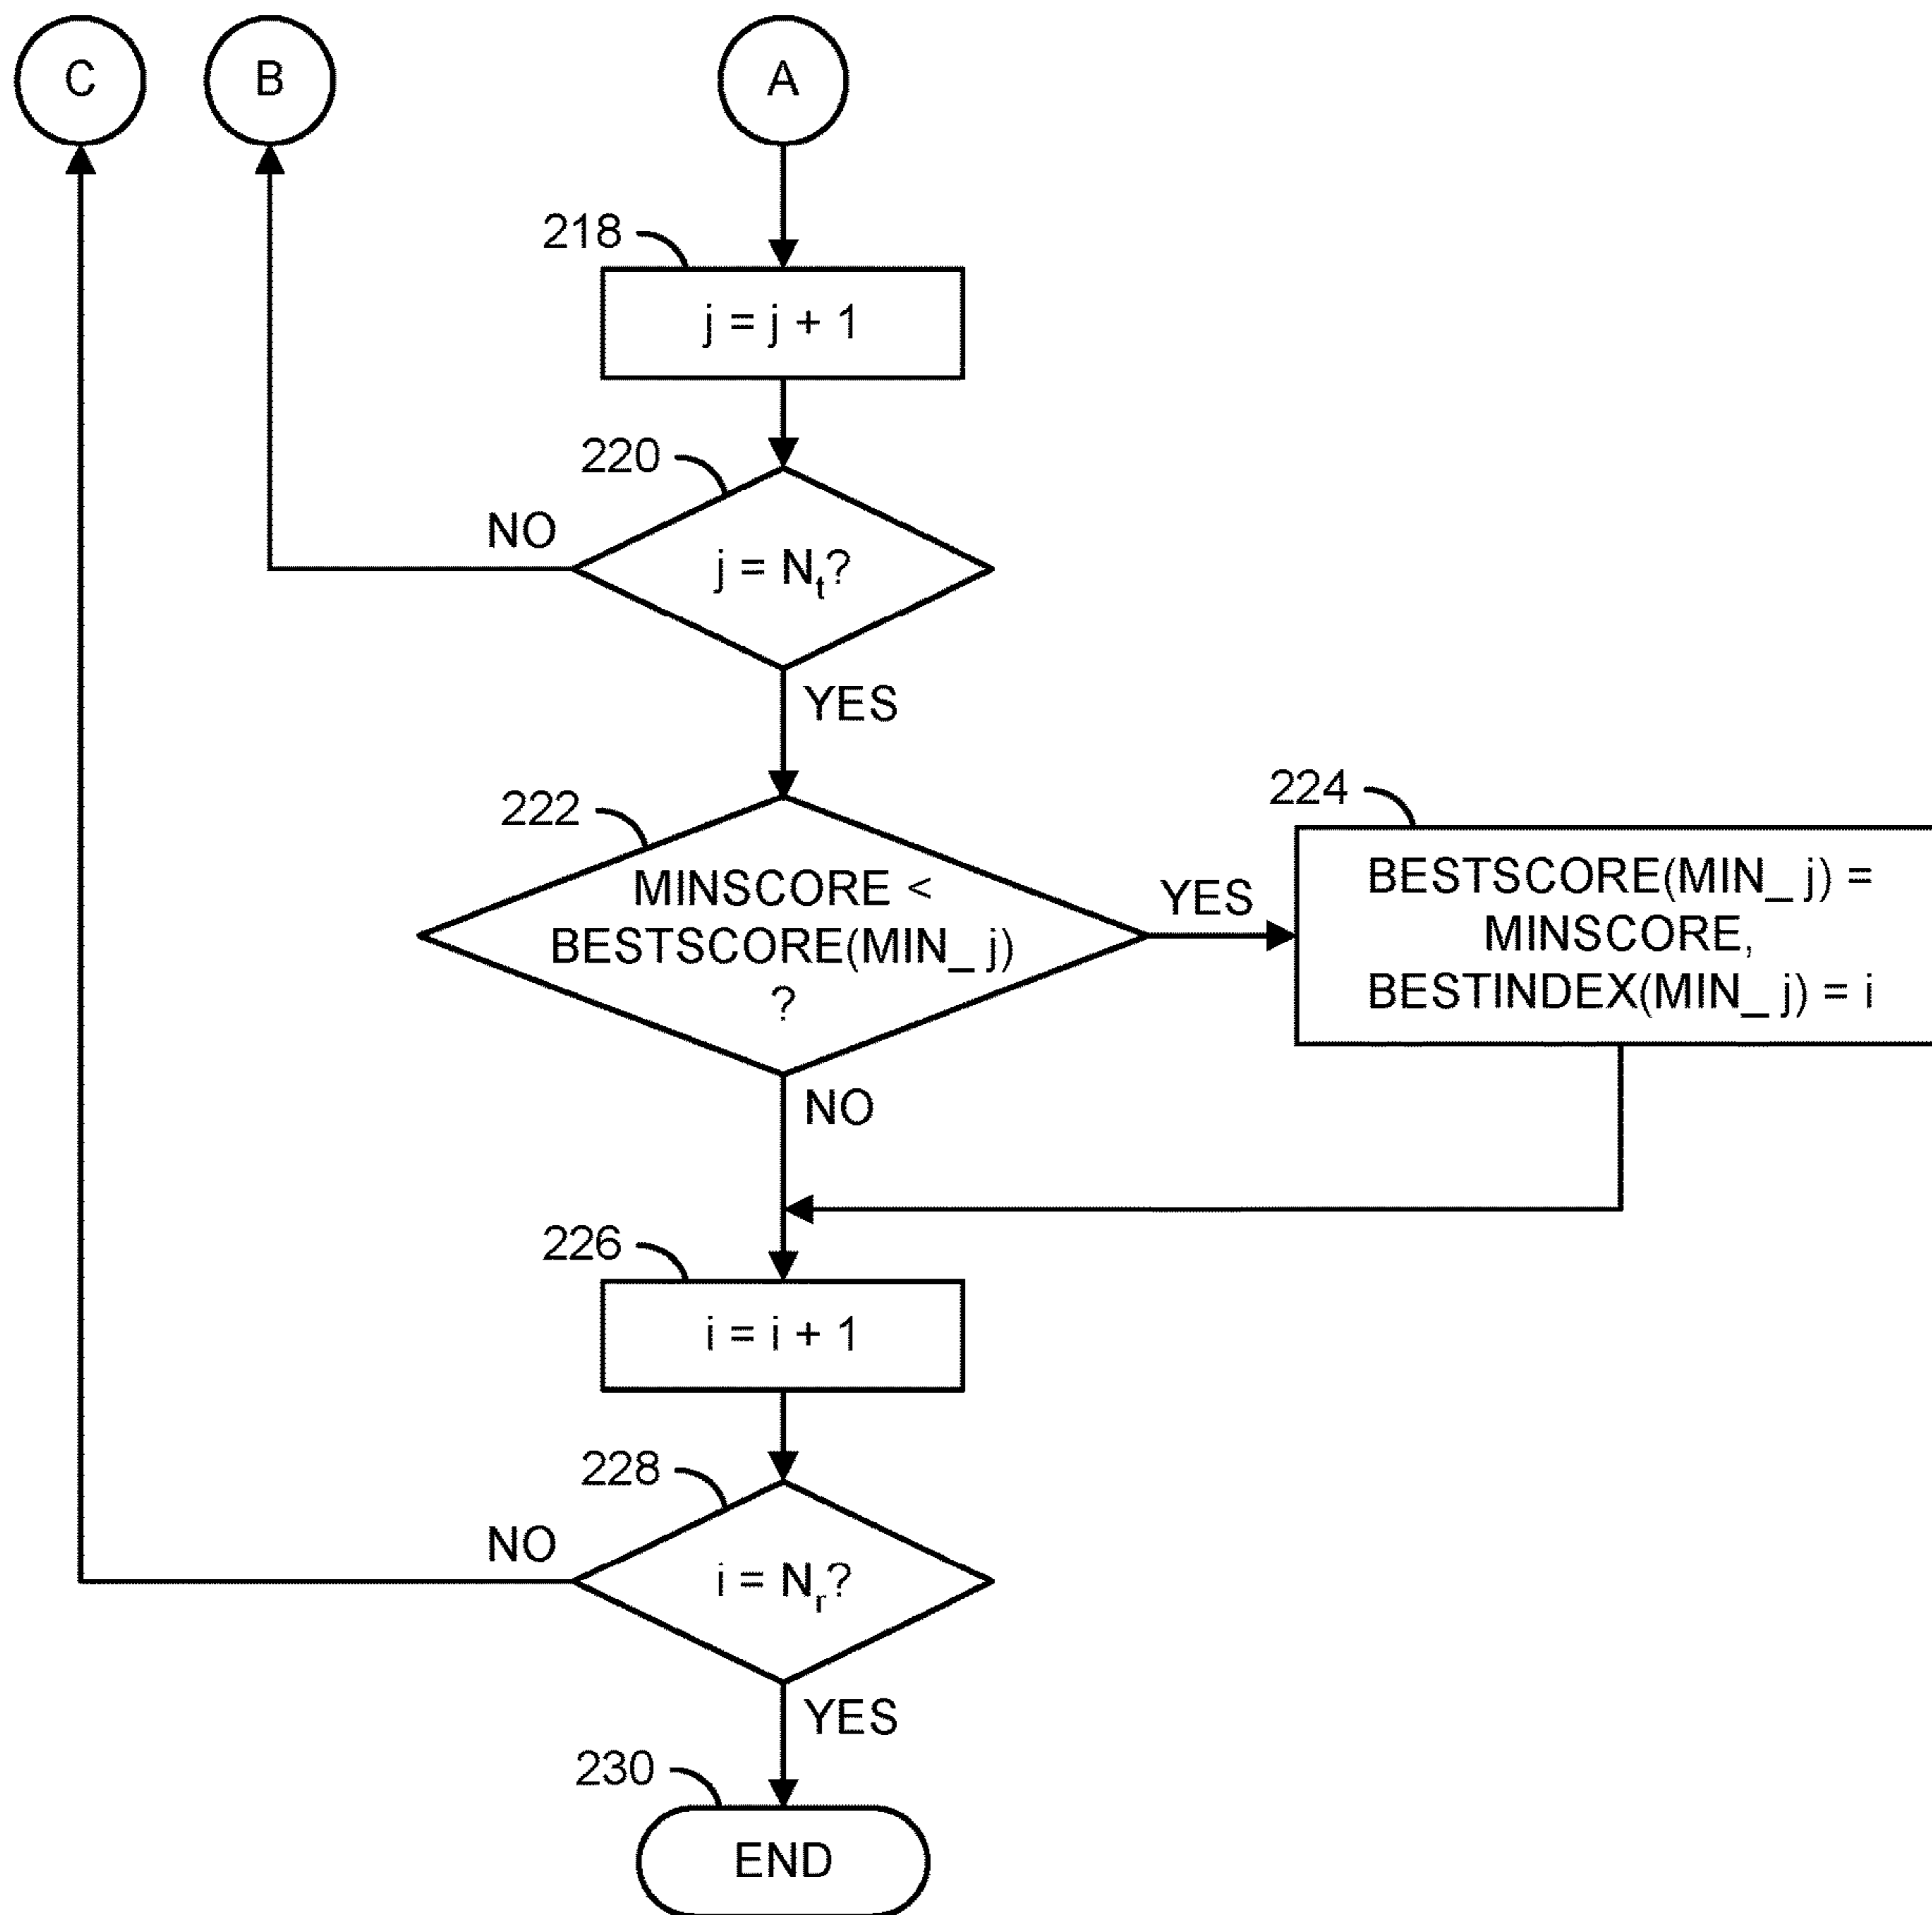 C
B
A
218
j = j + 1
220
NO
j = Nt?
YES
222
MINSCORE <
BESTSCORE(MIN_ j)
?
YES
224
BESTSCORE(MIN_ j) =
MINSCORE,
BESTINDEX(MIN_ j) = i
NO
226
i = i + 1
228
NO
i = Nr?
YES
230
END